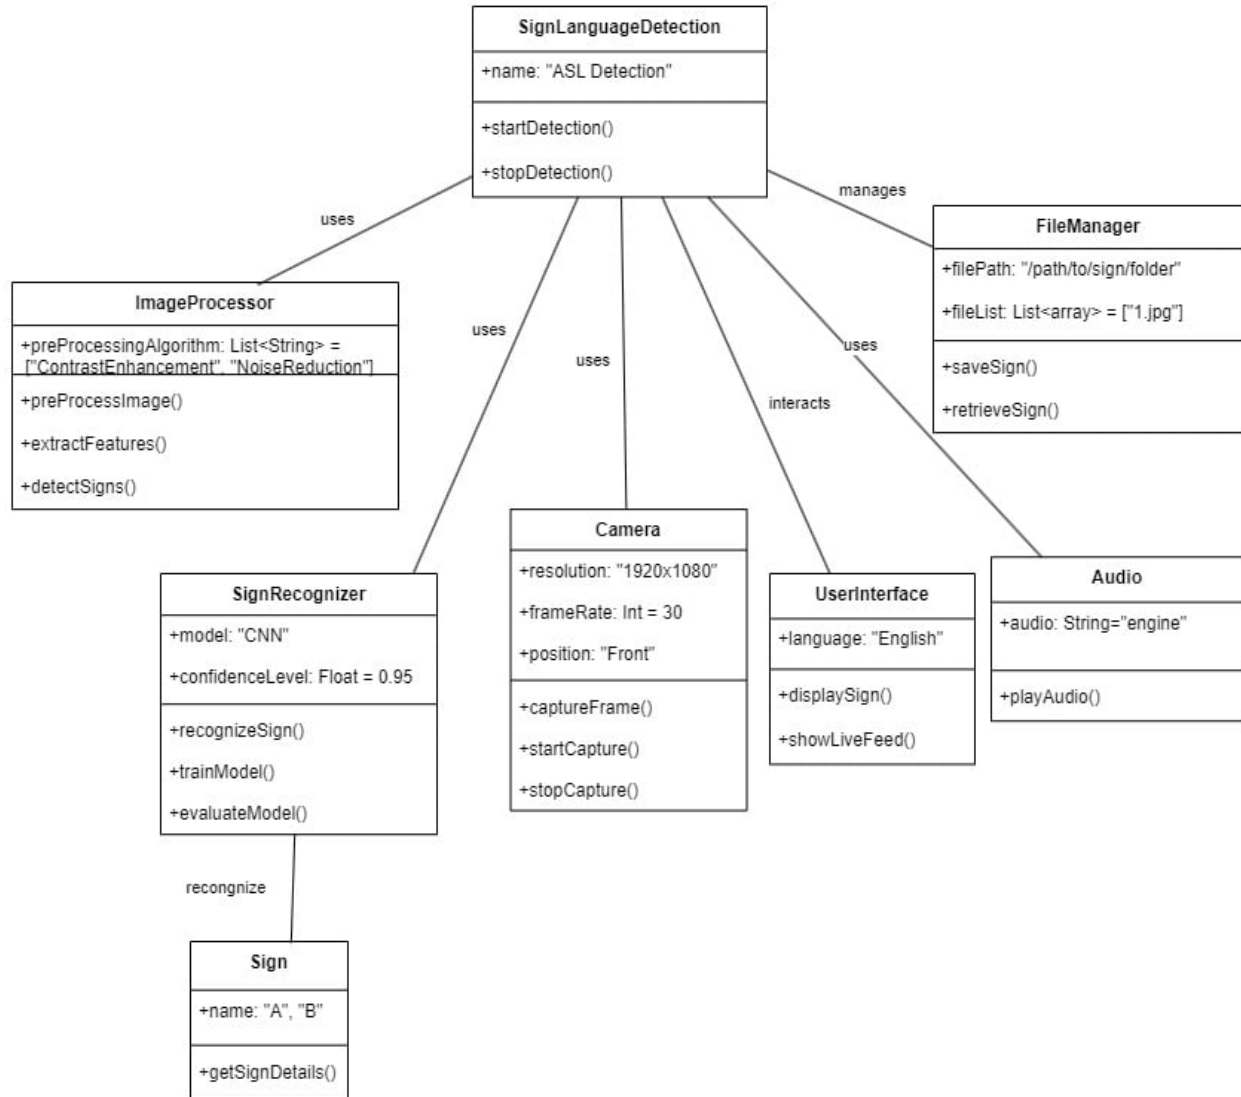 SignLanguageDetection
+name: "ASL Detection"
+startDetection()
+stopDetection()
manages
uses
FileManager
+filePath: "/path/to/sign/folder"
+fileList: List<array> = ["1.jpg"]
+saveSign()
+retrieveSign()
ImageProcessor
+preProcessingAlgorithm: List<String> =
["ContrastEnhancement", "NoiseReduction"]
+preProcessImage()
+extractFeatures()
+detectSigns()
uses
uses
uses
interacts
Camera
+resolution: "1920x1080"
+frameRate: Int = 30
+position: "Front"
+captureFrame()
+startCapture()
+stopCapture()
SignRecognizer
+model: "CNN"
+confidenceLevel: Float = 0.95
+recognizeSign()
+trainModel()
+evaluateModel()
UserInterface
+language: "English"
+displaySign()
+showLiveFeed()
Audio
+audio: String="engine"
+playAudio()
recongnize
Sign
+name: "A", "B"
+getSignDetails()